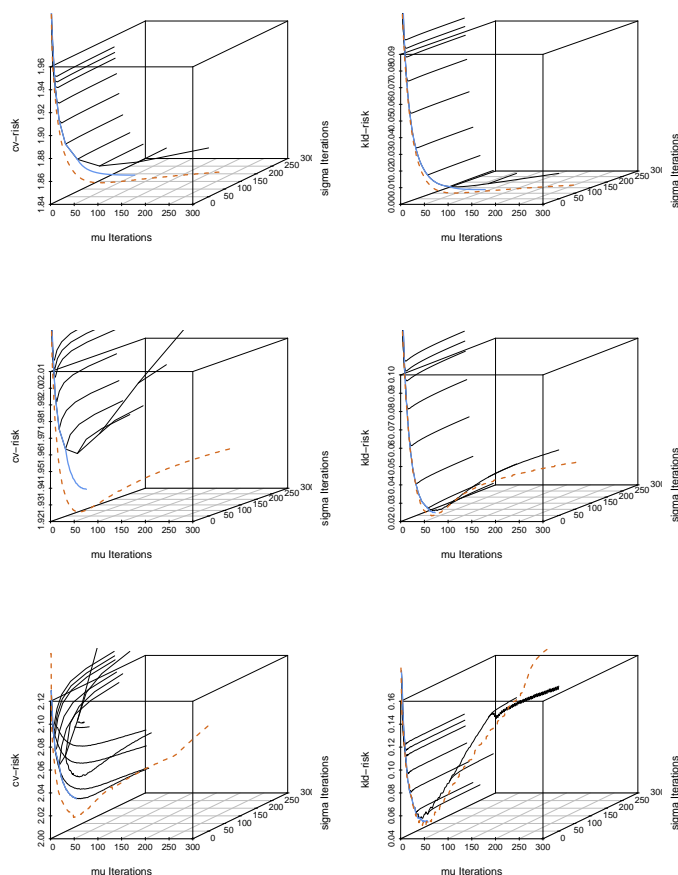 cv−risk
1.84 1.86 1.88 1.90 1.92 1.94 1.96
0 50 100 150 200 250 300
mu Iterations
0 50 100 150 200 250
sigma Iterations
kld−risk
0.00 0.01 0.02 0.03 0.04 0.05 0.06 0.07 0.08 0.09
0 50 100 150 200 250 300
mu Iterations
0 50 100 150 200 250
sigma Iterations
cv−risk
1.92 1.93 1.94 1.95 1.96 1.97 1.98 1.99 2.00 2.01
0 50 100 150 200 250 300
mu Iterations
0 50 100 150 200 250
sigma Iterations
kld−risk
0.02 0.03 0.04 0.05 0.06 0.07 0.08 0.09 0.10
0 50 100 150 200 250 300
mu Iterations
0 50 100 150 200 250
sigma Iterations
cv−risk
2.00 2.02 2.04 2.06 2.08 2.10 2.12
0 50 100 150 200 250 300
mu Iterations
0 50 100 150 200 250
sigma Iterations
kld−risk
0.04 0.06 0.08 0.10 0.12 0.14 0.16
0 50 100 150 200 250 300
mu Iterations
0 50 100 150 200 250
sigma Iterations